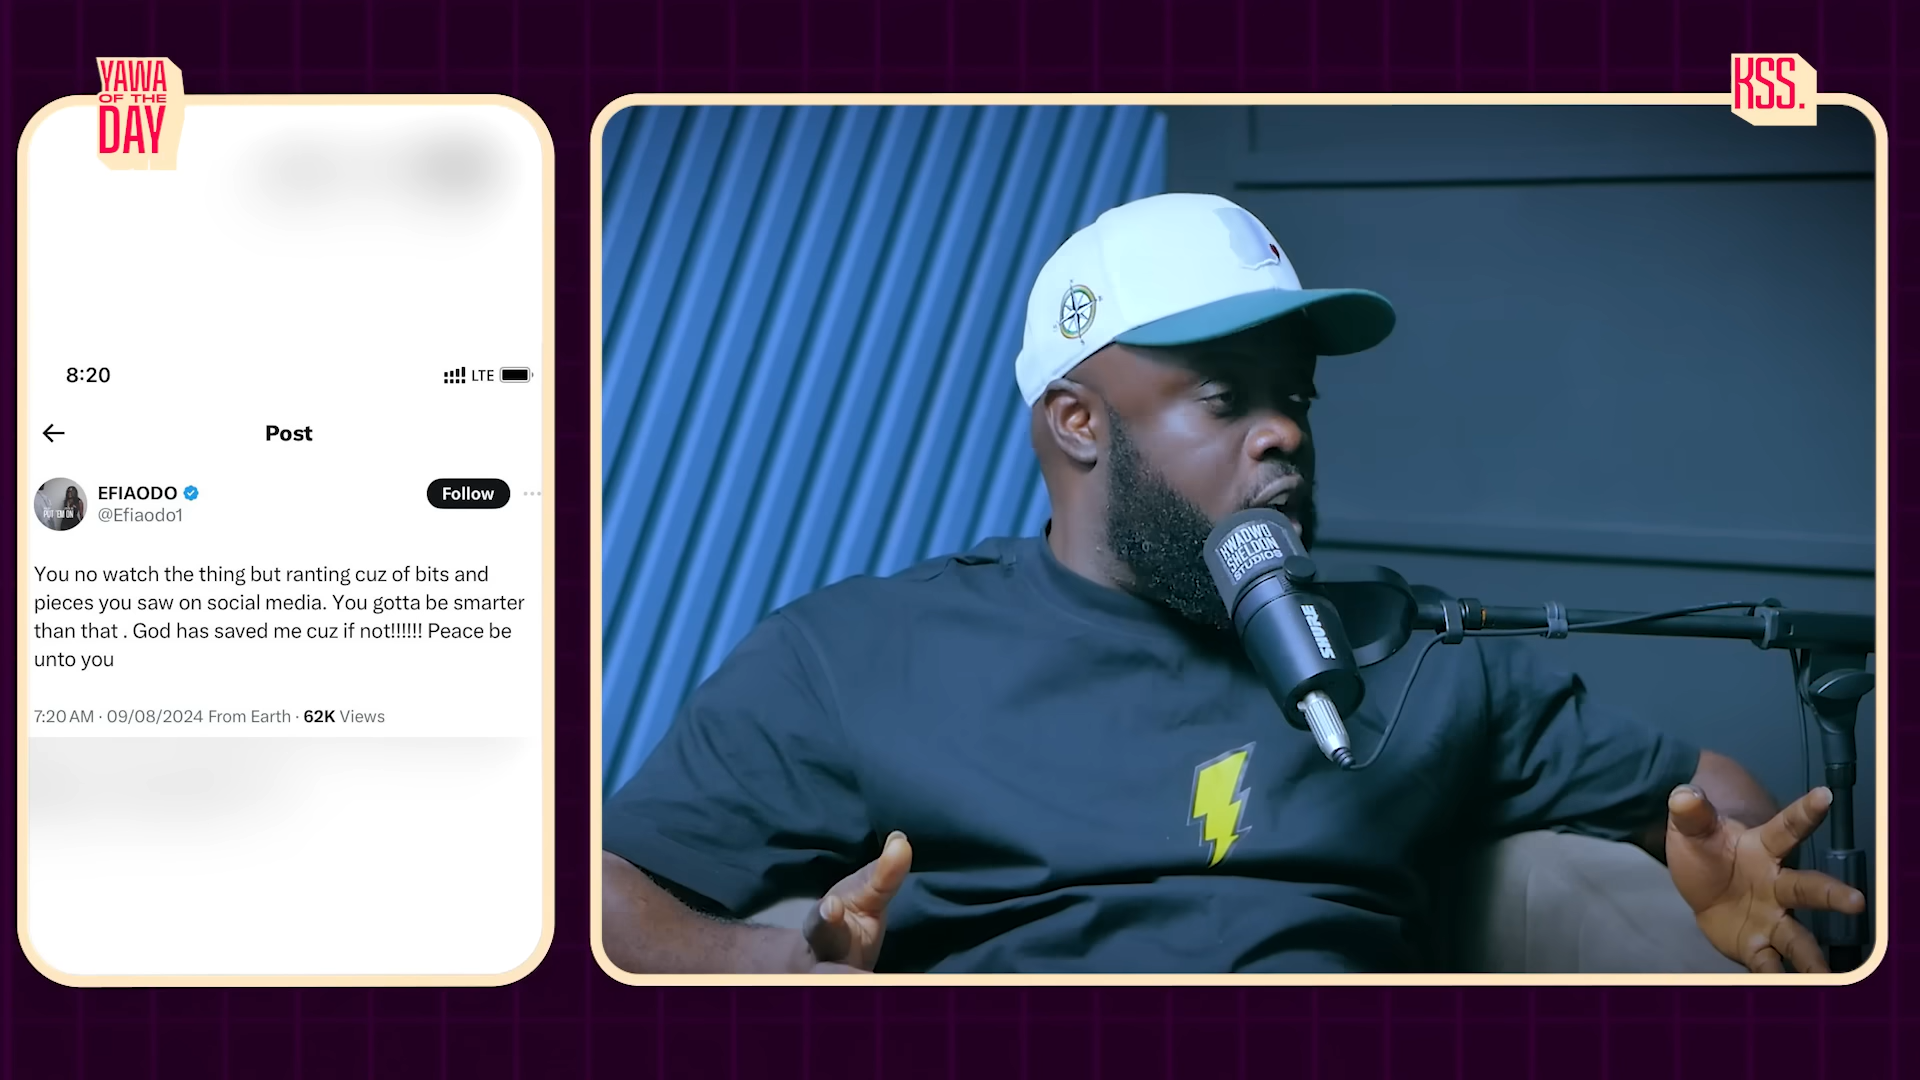 YAWA
OF THE
DAY
KSS.
8:20
LTE
Post
EFIAODO
Follow
@Efiaodo1
You no watch the thing but ranting cuz of bits and
pieces you saw on social media. You gotta be smarter
than that . God has saved me cuz if not!!!!!! Peace be
unto you
7:20 AM · 09/08/2024 From Earth · 62K Views
KWADWO
SHELDON
STUDIOS
SHURE